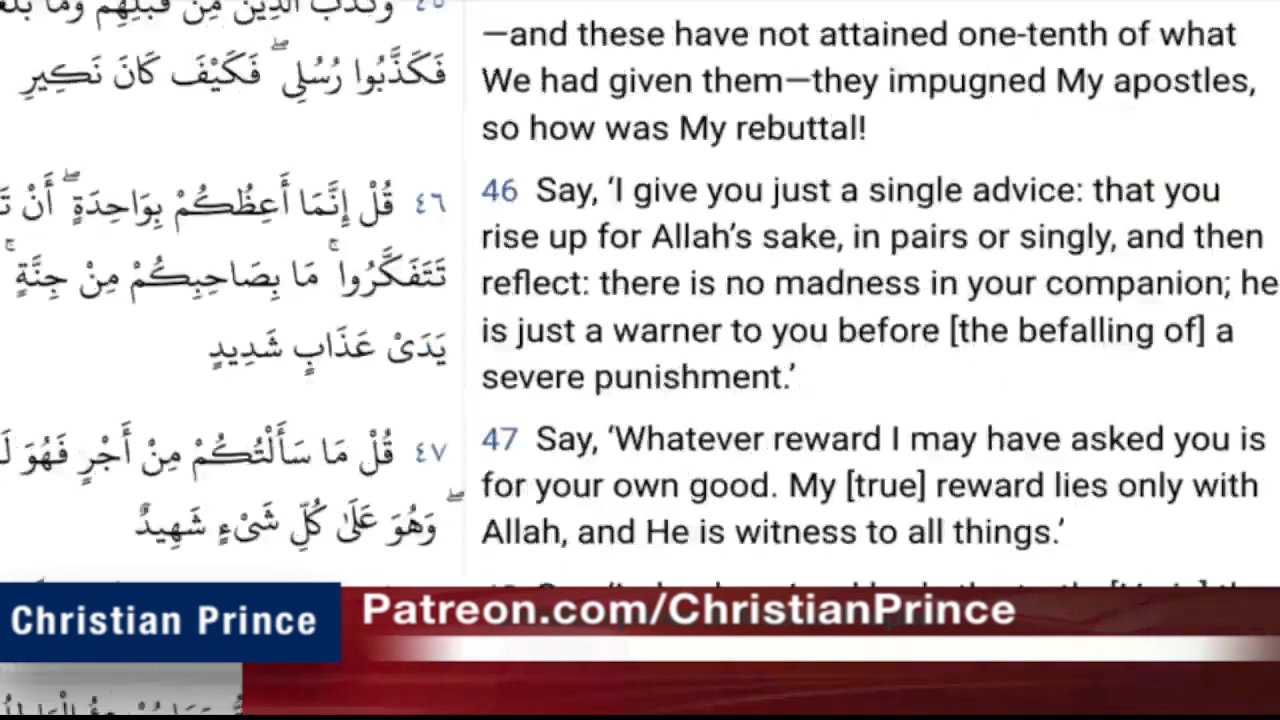 وَكَذَّبَ الَّذِينَ مِنْ قَبْلِهِمْ وَمَا
فَكَذَّبُوا رُسُلِي ۖ فَكَيْفَ كَانَ نَكِيرِ
—and these have not attained one-tenth of what
We had given them—they impugned My apostles,
so how was My rebuttal!
٤٦ قُلْ إِنَّمَا أَعِظُكُمْ بِوَاحِدَةٍ ۖ أَنْ
تَتَفَكَّرُوا ۚ مَا بِصَاحِبِكُمْ مِنْ جِنَّةٍ ۚ
يَدَىْ عَذَابٍ شَدِيدٍ
46 Say, ‘I give you just a single advice: that you
rise up for Allah’s sake, in pairs or singly, and then
reflect: there is no madness in your companion; he
is just a warner to you before [the befalling of] a
severe punishment.’
٤٧ قُلْ مَا سَأَلْتُكُمْ مِنْ أَجْرٍ فَهُوَ
ۖ وَهُوَ عَلَىٰ كُلِّ شَىْءٍ شَهِيدٌ
47 Say, ‘Whatever reward I may have asked you is
for your own good. My [true] reward lies only with
Allah, and He is witness to all things.’
Christian Prince
Patreon.com/ChristianPrince